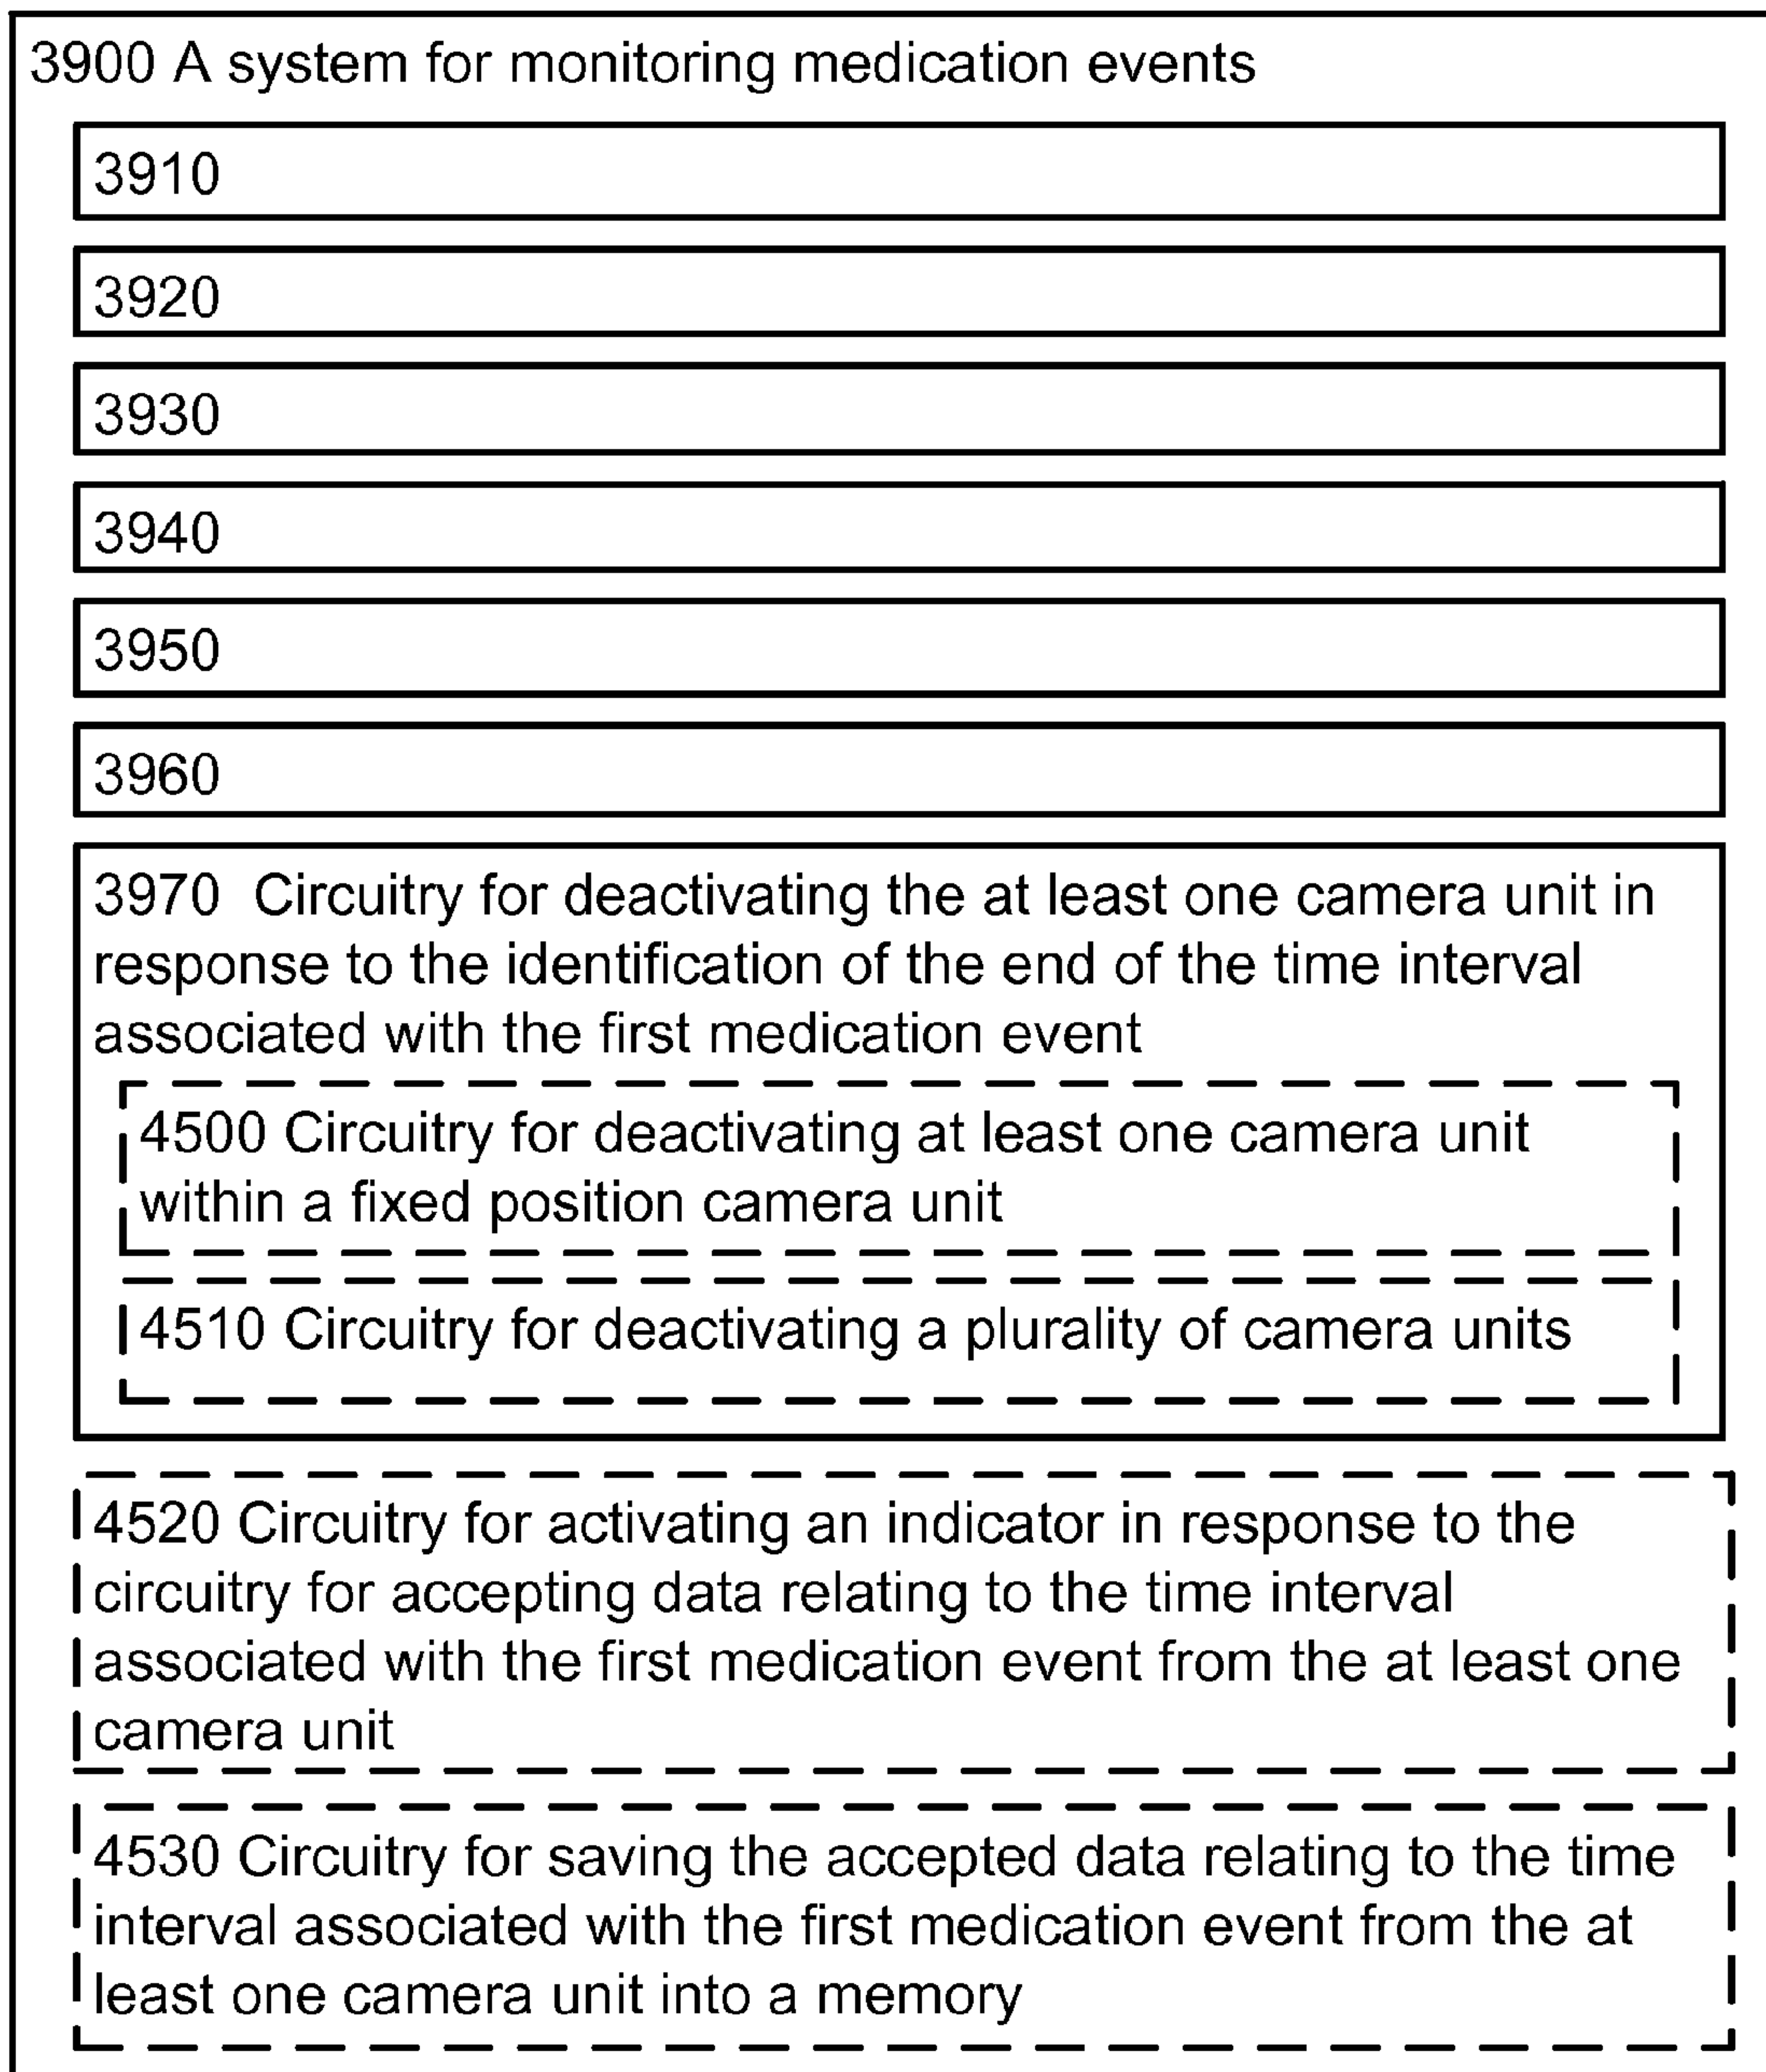 3900 A system for monitoring medication events
3910
3920
3930
3940
3950
3960
3970 Circuitry for deactivating the at least one camera unit in
response to the identification of the end of the time interval
associated with the first medication event
4500 Circuitry for deactivating at least one camera unit
within a fixed position camera unit
4510 Circuitry for deactivating a plurality of camera units
4520 Circuitry for activating an indicator in response to the
circuitry for accepting data relating to the time interval
associated with the first medication event from the at least one
camera unit
4530 Circuitry for saving the accepted data relating to the time
interval associated with the first medication event from the at
least one camera unit into a memory